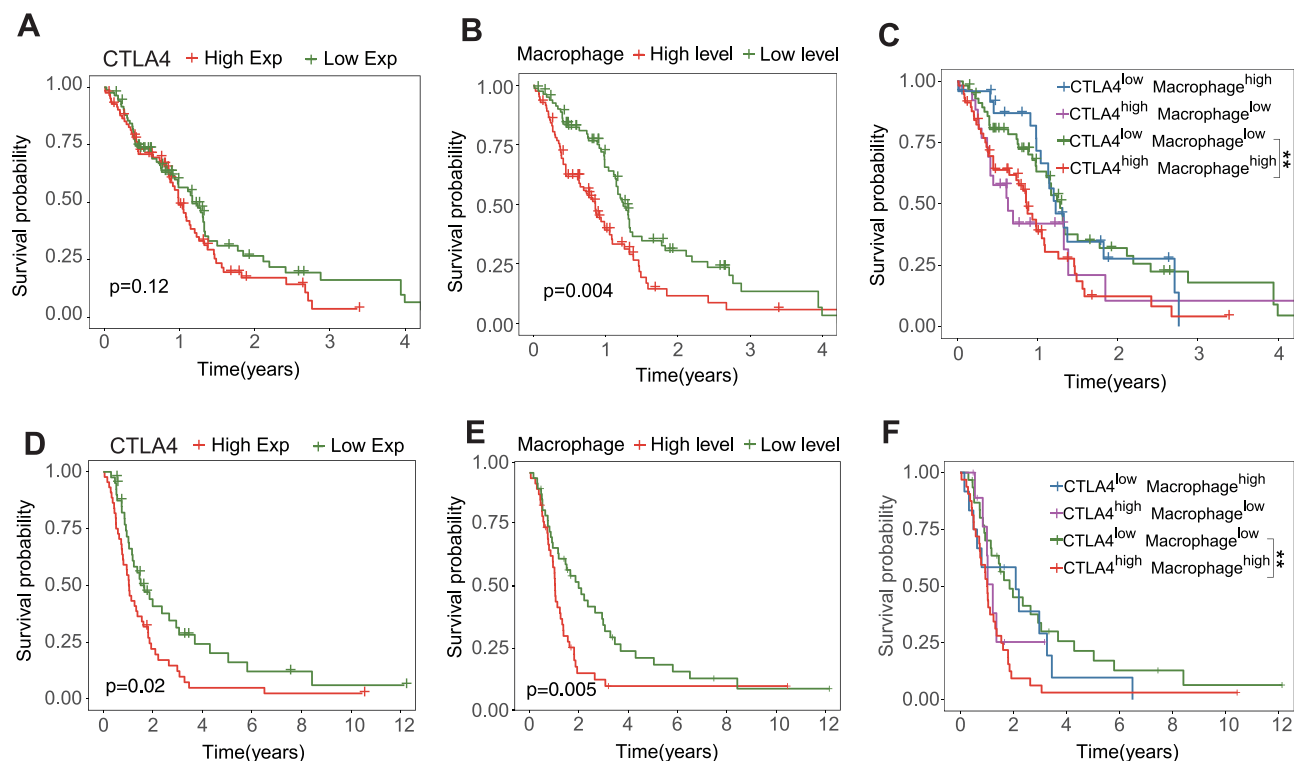 A
CTLA4 High Exp Low Exp
1.00
0.75
0.50
0.25
0.00
Survival probability
p=0.12
0 1 2 3 4
Time(years)
B
Macrophage High level Low level
1.00
0.75
0.50
0.25
0.00
Survival probability
p=0.004
0 1 2 3 4
Time(years)
C
CTLA4low Macrophagehigh
CTLA4high Macrophagelow
CTLA4low Macrophagelow
CTLA4high Macrophagehigh
**
1.00
0.75
0.50
0.25
0.00
Survival probability
0 1 2 3 4
Time(years)
D
CTLA4 High Exp Low Exp
1.00
0.75
0.50
0.25
0.00
Survival probability
p=0.02
0 2 4 6 8 10 12
Time(years)
E
Macrophage High level Low level
1.00
0.75
0.50
0.25
0.00
Survival probability
p=0.005
0 2 4 6 8 10 12
Time(years)
F
CTLA4low Macrophagehigh
CTLA4high Macrophagelow
CTLA4low Macrophagelow
CTLA4high Macrophagehigh
**
1.00
0.75
0.50
0.25
0.00
Survival probability
0 2 4 6 8 10 12
Time(years)